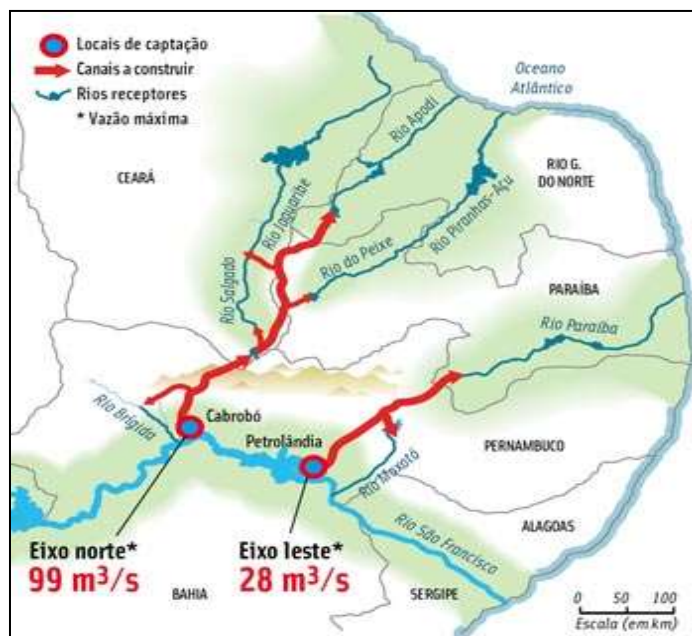 Locais de captação
Canais a construir
Rios receptores
* Vazão máxima
Oceano
Atlântico
CEARÁ
Rio Apodi
RIO G.
DO NORTE
Rio Jaguaribe
Rio Piranhas-Açu
Rio do Peixe
Rio Salgado
PARAÍBA
Rio Paraíba
Rio Brígida
Cabrobó
Petrolândia
PERNAMBUCO
Rio Moxotó
ALAGOAS
Rio São Francisco
Eixo norte*
99 m³/s
Eixo leste*
28 m³/s
BAHIA
SERGIPE
0 50 100
Escala (em km)